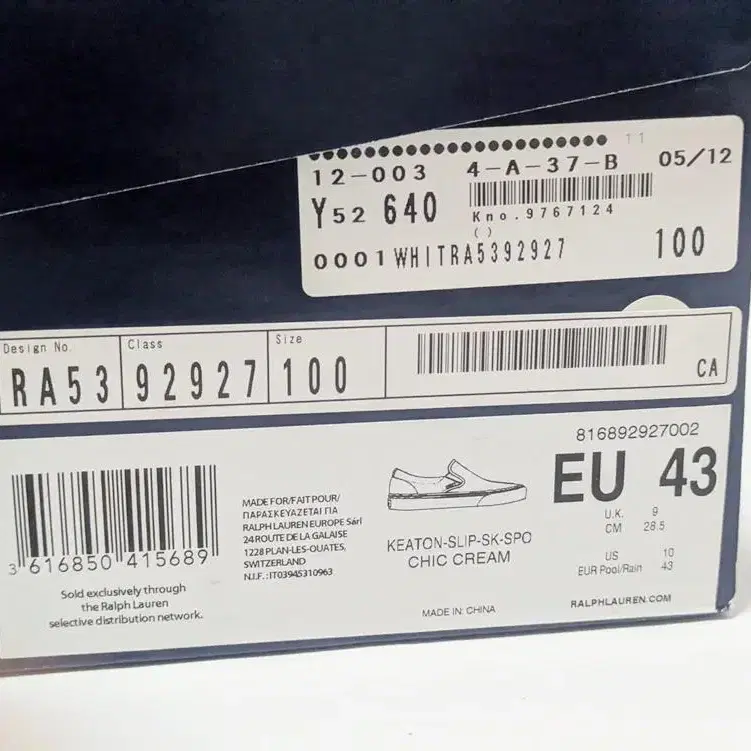 11
12-003 4-A-37-B 05/12
Y52 640
Kno.9767124
( )
0001WHITRA5392927 100
Design No. Class Size
RA53 92927 100
CA
816892927002
EU 43
U.K. 9
CM 28.5
US 10
EUR Pool/Rain 43
RALPHLAUREN.COM
KEATON-SLIP-SK-SPO
CHIC CREAM
MADE IN: CHINA
MADE FOR/FAIT POUR/
ΠΑΡΑΣΚΕΥΑΖΕΤΑΙ ΓΙΑ
RALPH LAUREN EUROPE Sárl
24 ROUTE DE LA GALAISE
1228 PLAN-LES-OUATES,
SWITZERLAND
N.I.F.:IT03945310963
3 616850 415689
Sold exclusively through
the Ralph Lauren
selective distribution network.